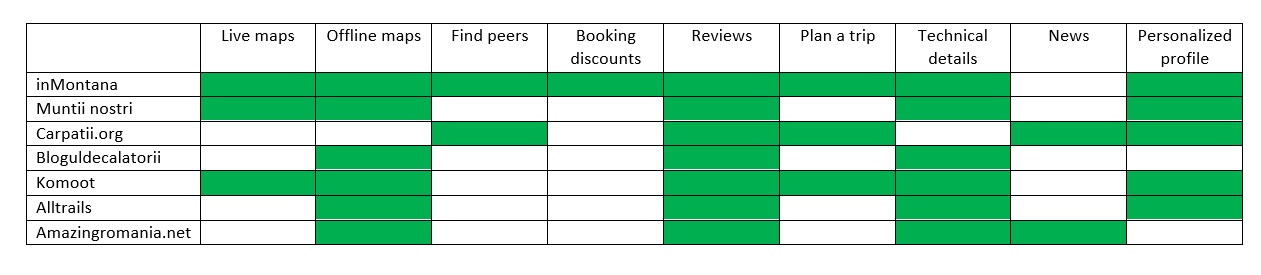 Live maps Offline maps Find peers Booking discounts Reviews Plan a trip Technical details News Personalized profile
inMontana
Muntii nostri
Carpatii.org
Bloguldecalatorii
Komoot
Alltrails
Amazingromania.net